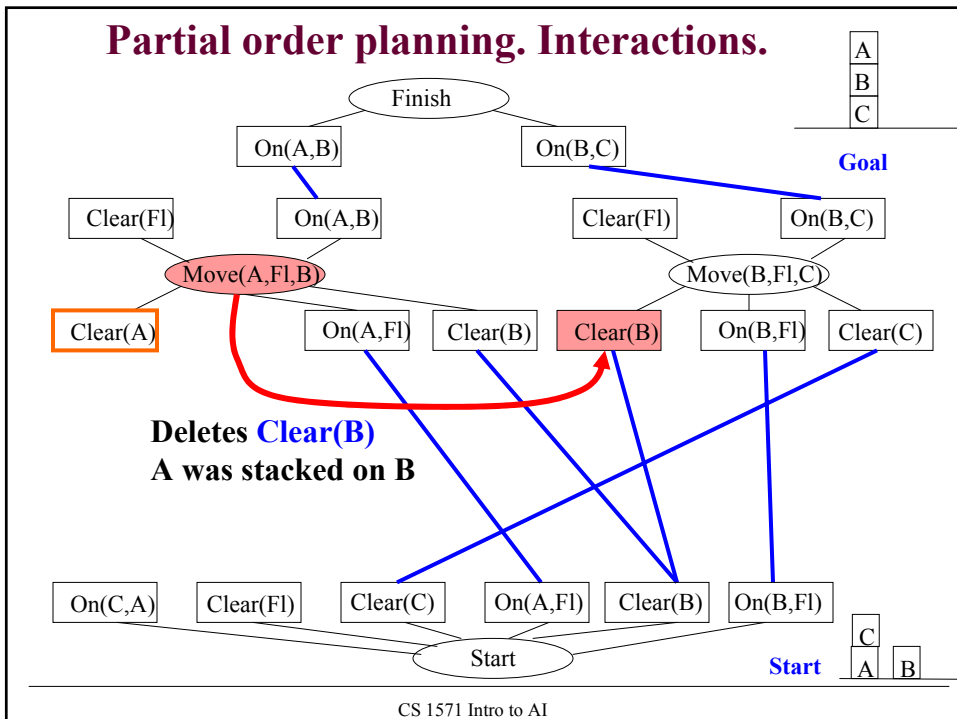 Partial order planning. Interactions.
A
B
C
Goal
Finish
On(A,B) On(B,C)
Clear(Fl) On(A,B) Clear(Fl) On(B,C)
Move(A,Fl,B) Move(B,Fl,C)
Clear(A) On(A,Fl) Clear(B) Clear(B) On(B,Fl) Clear(C)
Deletes Clear(B)
A was stacked on B
On(C,A) Clear(Fl) Clear(C) On(A,Fl) Clear(B) On(B,Fl)
Start
Start
C
A B
CS 1571 Intro to AI